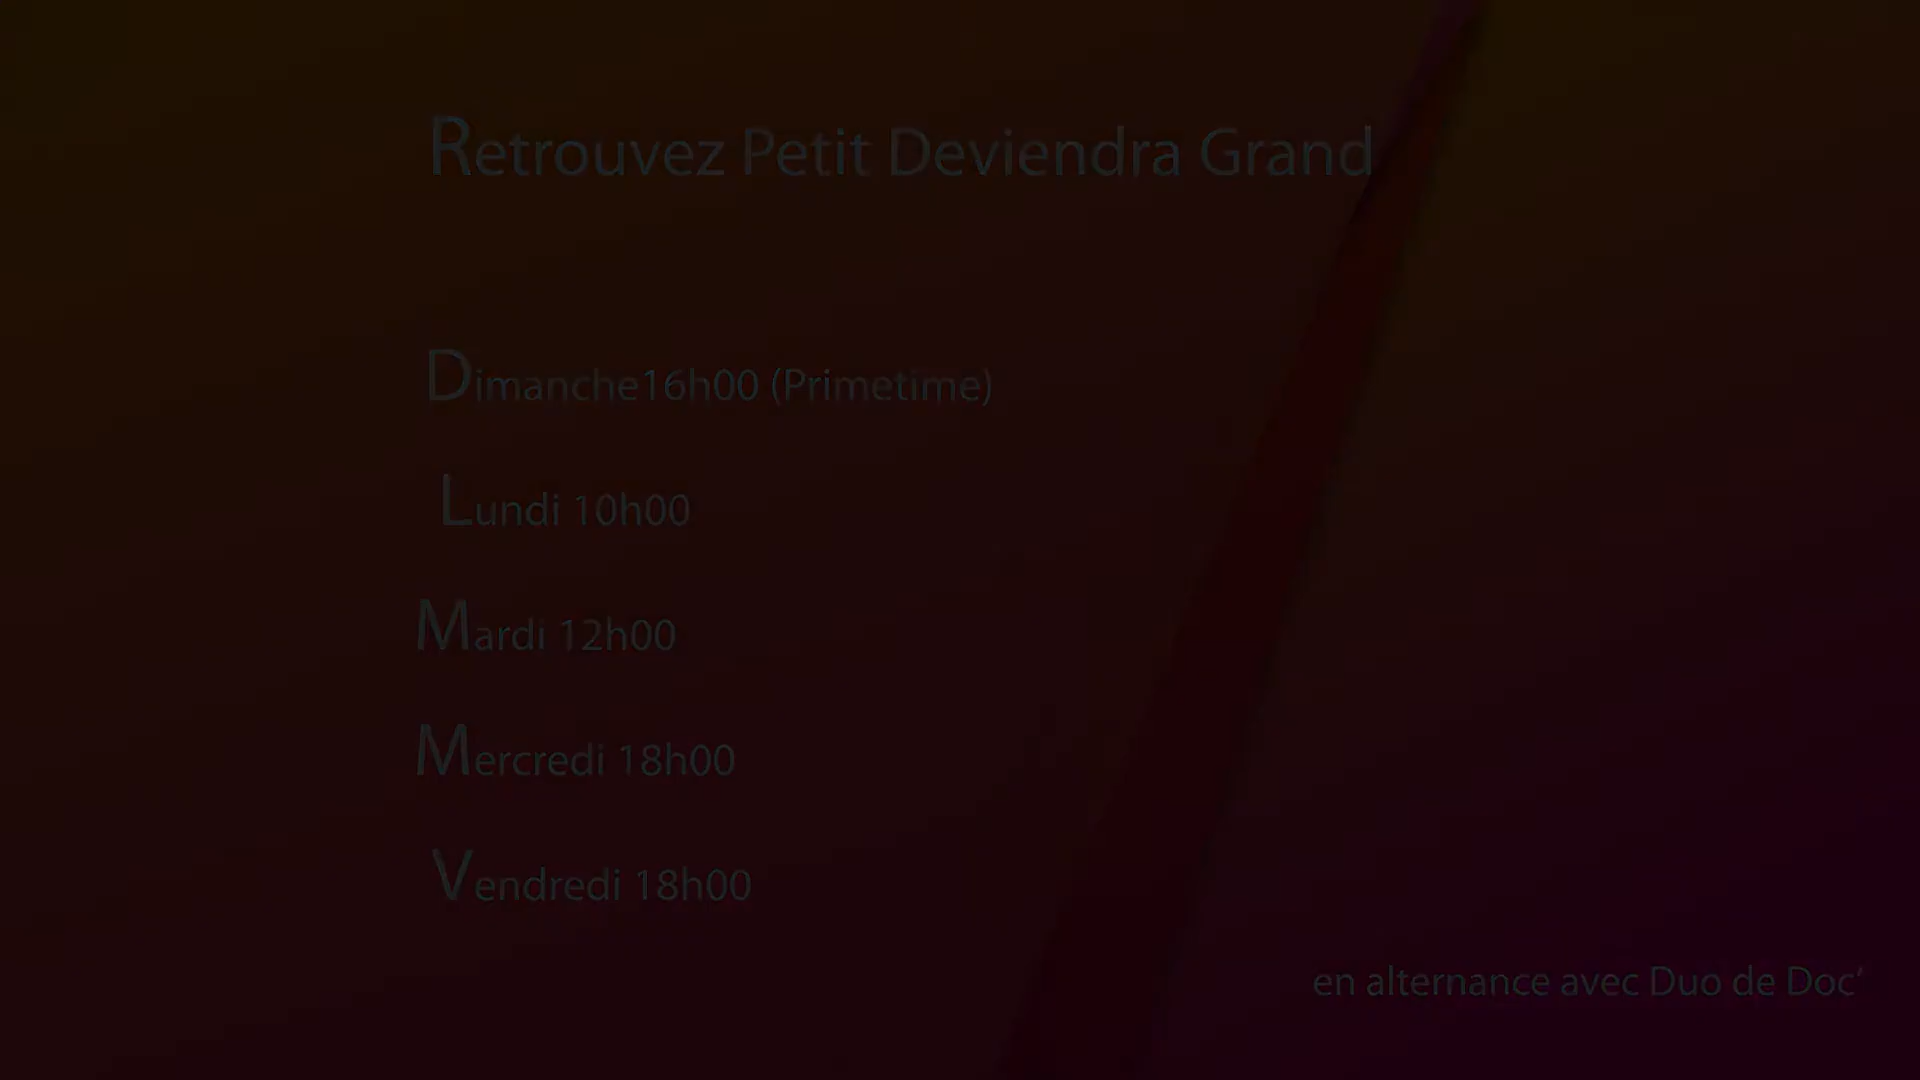 Retrouvez Petit Deviendra Grand
Dimanche16h00 (Primetime)
Lundi 10h00
Mardi 12h00
Mercredi 18h00
Vendredi 18h00
en alternance avec Duo de Doc'